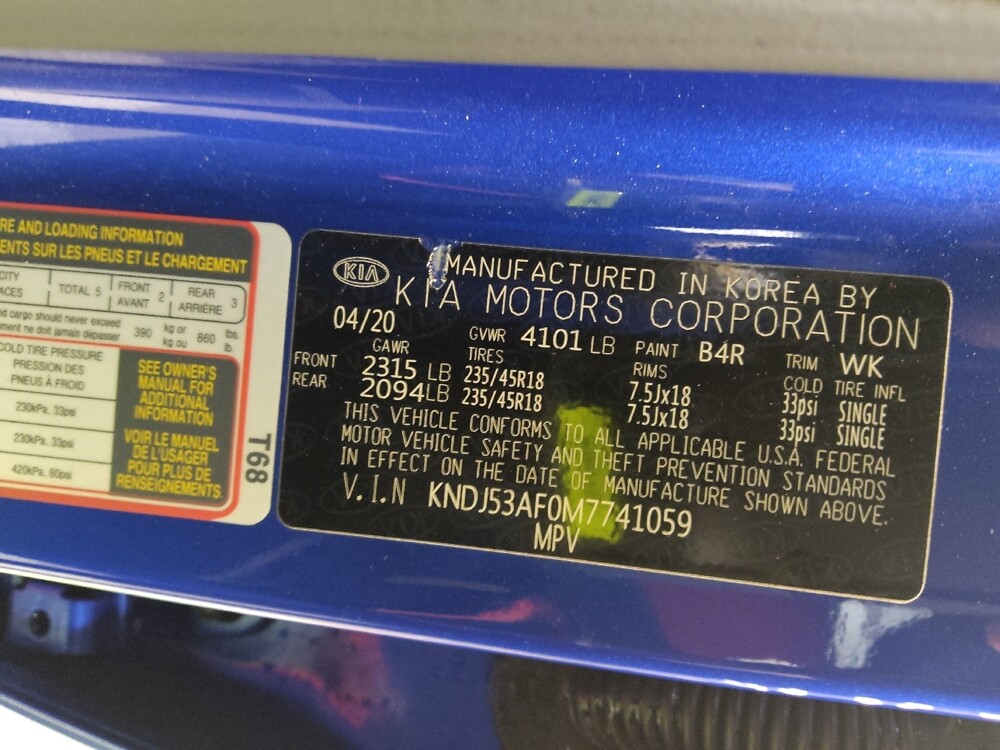 RE AND LOADING INFORMATION
ENTS SUR LES PNEUS ET LE CHARGEMENT
CITY TOTAL 5 FRONT 2 REAR 3
ACES AVANT ARRIÈRE
nd cargo should never exceed 390 kg or 860 lbs.
ment ne doit jamais dépasser kg ou lb.
COLD TIRE PRESSURE
PRESSION DES
PNEUS À FROID
230kPa, 33psi
230kPa, 33psi
420kPa, 60psi
SEE OWNER'S
MANUAL FOR
ADDITIONAL
INFORMATION
VOIR LE MANUEL
DE L'USAGER
POUR PLUS DE
RENSEIGNEMENTS
T68
KIA
MANUFACTURED IN KOREA BY
KIA MOTORS CORPORATION
04/20 GVWR 4101 LB PAINT B4R TRIM WK
GAWR TIRES RIMS COLD TIRE INFL
FRONT 2315 LB 235/45R18 7.5Jx18 33psi SINGLE
REAR 2094 LB 235/45R18 7.5Jx18 33psi SINGLE
THIS VEHICLE CONFORMS TO ALL APPLICABLE U.S.A. FEDERAL
MOTOR VEHICLE SAFETY AND THEFT PREVENTION STANDARDS
IN EFFECT ON THE DATE OF MANUFACTURE SHOWN ABOVE.
V.I.N KNDJ53AF0M7741059
MPV